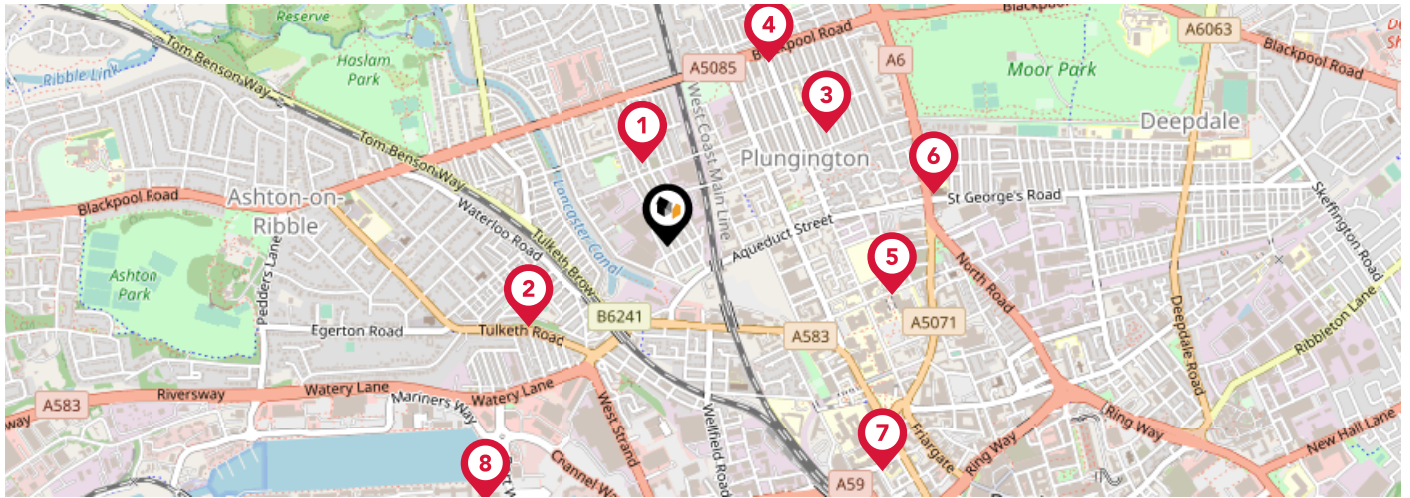 Reserve
Blackpool
A6063
Tom Benson Way
Ribble Link
Haslam
Park
4
Blackpool Road
A6
Blackpool Road
A5085
Moor Park
3
West Coast Main Line
1
Deepdale
Tom Benson Way
Plungington
6
Blackpool Road
Ashton-on-
Ribble
Lancaster Canal
St George's Road
Skeffington Road
Waterloo Road
Aqueduct Street
Tulketh Brow
Pedders Lane
Ashton
Park
5
North Road
2
B6241
A583
A5071
Egerton Road
Tulketh Road
Deepdale Road
Ribbleton Lane
Riversway
Watery Lane
Watery Lane
Mariners Way
A583
way
West Strand
Wellfield Road
7
Friargate
Ring Way
Ring Way
New Hall Lane
8
Channel Wa
A59